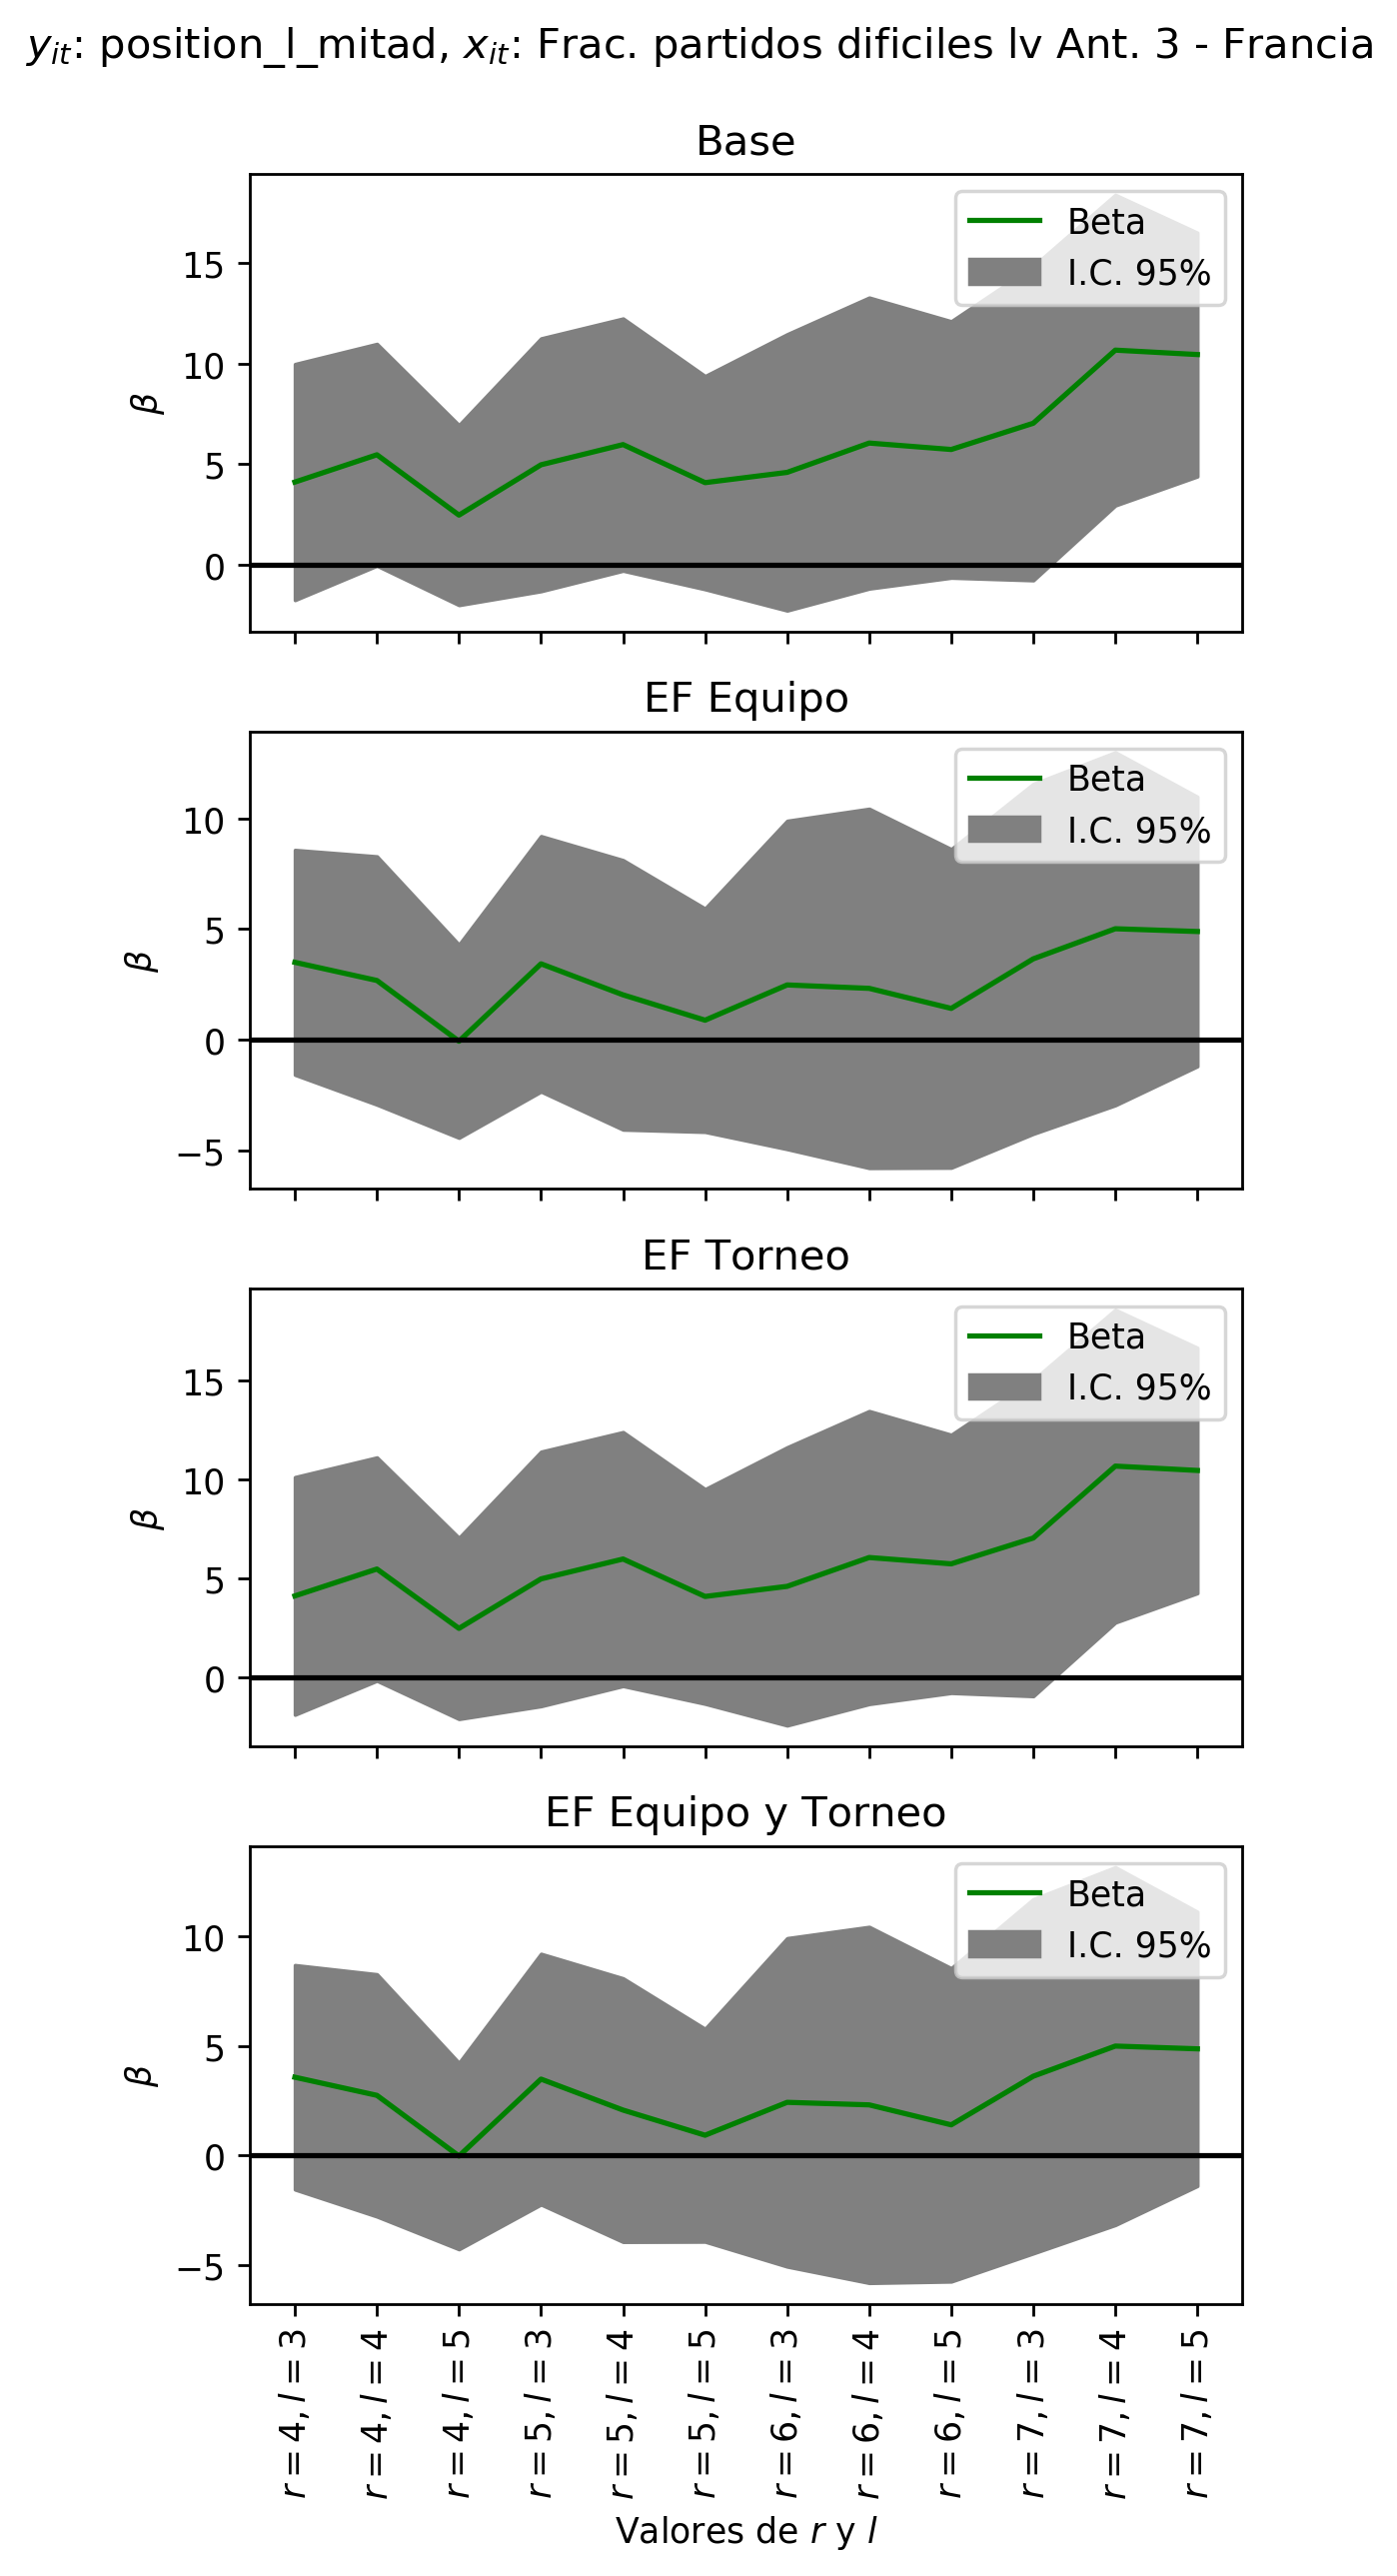 y_it: position_l_mitad, x_it: Frac. partidos dificiles lv Ant. 3 - Francia
Base
Beta
I.C. 95%
15
10
5
0
β
EF Equipo
Beta
I.C. 95%
10
5
0
−5
β
EF Torneo
Beta
I.C. 95%
15
10
5
0
β
EF Equipo y Torneo
Beta
I.C. 95%
10
5
0
−5
β
r = 4, l = 3
r = 4, l = 4
r = 4, l = 5
r = 5, l = 3
r = 5, l = 4
r = 5, l = 5
r = 6, l = 3
r = 6, l = 4
r = 6, l = 5
r = 7, l = 3
r = 7, l = 4
r = 7, l = 5
Valores de r y l